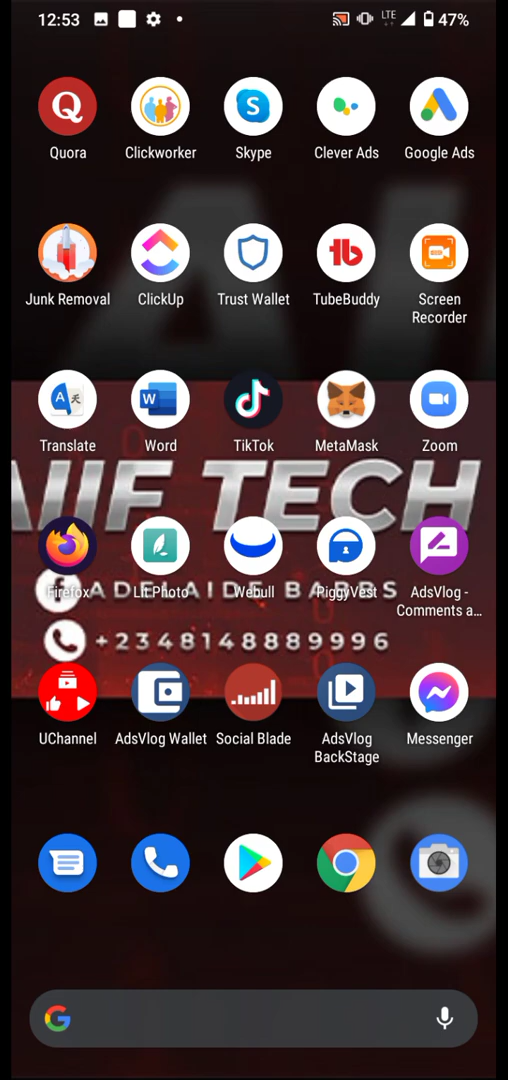 12:53 LTE 47%
Quora Clickworker Skype Clever Ads Google Ads
Junk Removal ClickUp Trust Wallet TubeBuddy Screen Recorder
Translate Word TikTok MetaMask Zoom
TECH
Firefox Lit Photo Webull PiggyVest AdsVlog - Comments a...
ADELAIDE BABBS
+2348148889996
UChannel AdsVlog Wallet Social Blade AdsVlog BackStage Messenger